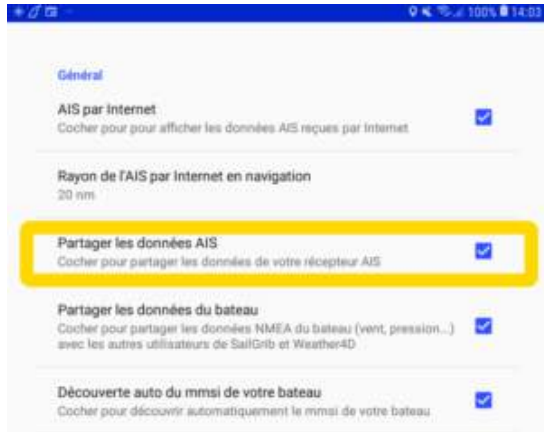 100% 14:03
Général
AIS par Internet
Cocher pour pour afficher les données AIS reçues par Internet
Rayon de l'AIS par Internet en navigation
20 nm
Partager les données AIS
Cocher pour partager les données de votre récepteur AIS
Partager les données du bateau
Cocher pour partager les données NMEA du bateau (vent, pression...)
avec les autres utilisateurs de SailGrib et Weather4D
Découverte auto du mmsi de votre bateau
Cocher pour découvrir automatiquement le mmsi de votre bateau